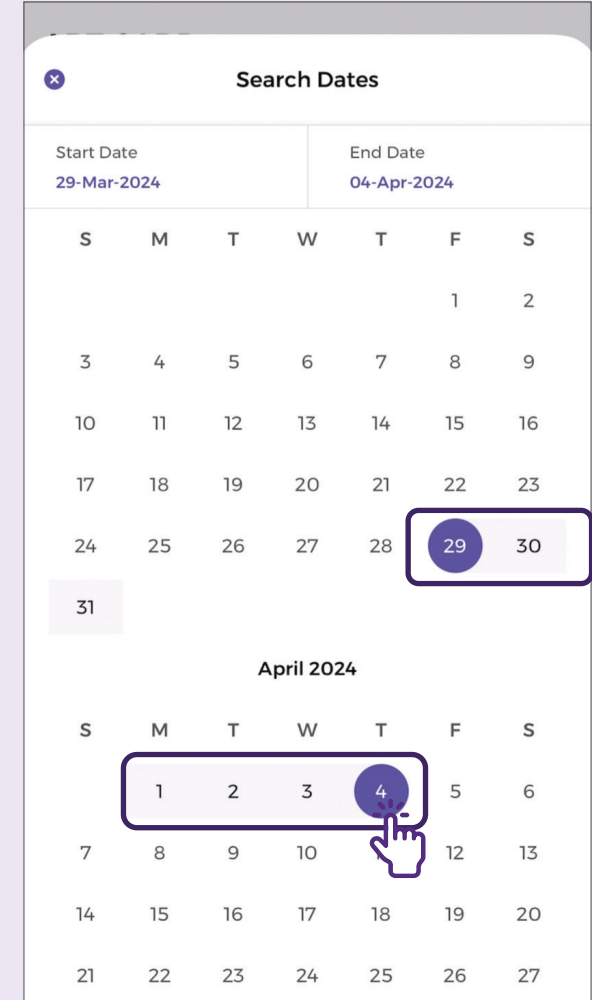 Search Dates
Start Date End Date
29-Mar-2024 04-Apr-2024
S M T W T F S
1 2
3 4 5 6 7 8 9
10 11 12 13 14 15 16
17 18 19 20 21 22 23
24 25 26 27 28 29 30
31
April 2024
S M T W T F S
1 2 3 4 5 6
7 8 9 10 12 13
14 15 16 17 18 19 20
21 22 23 24 25 26 27